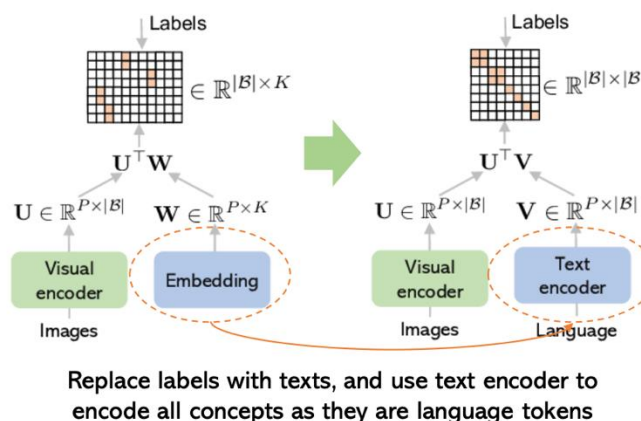 Labels
∈ ℝ^{|ℬ|×K}
U^⊤W
U ∈ ℝ^{P×|ℬ|}
W ∈ ℝ^{P×K}
Visual
encoder
Embedding
Images
Labels
∈ ℝ^{|ℬ|×|ℬ
U^⊤V
U ∈ ℝ^{P×|ℬ|}
V ∈ ℝ^{P×|ℬ|}
Visual
encoder
Text
encoder
Images
Language
Replace labels with texts, and use text encoder to
encode all concepts as they are language tokens